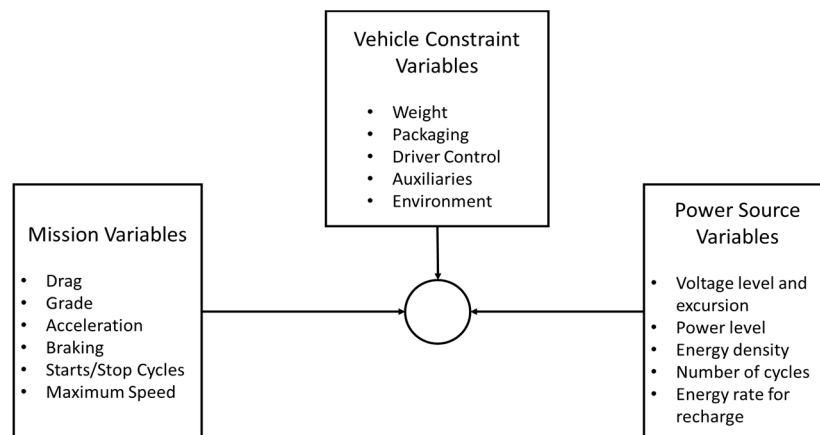 Vehicle Constraint
Variables
• Weight
• Packaging
• Driver Control
• Auxiliaries
• Environment
Mission Variables
• Drag
• Grade
• Acceleration
• Braking
• Starts/Stop Cycles
• Maximum Speed
Power Source
Variables
• Voltage level and
excursion
• Power level
• Energy density
• Number of cycles
• Energy rate for
recharge